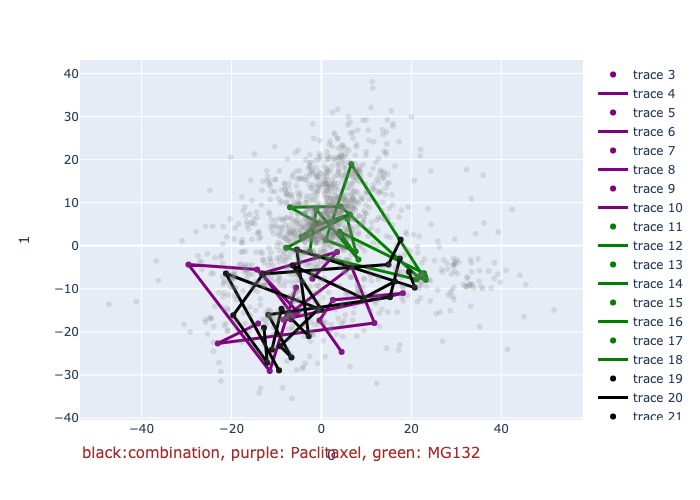 40
30
20
10
0
−10
−20
−30
−40
1
−40
−20
0
20
40
0
black:combination, purple: Paclitaxel, green: MG132
trace 3
trace 4
trace 5
trace 6
trace 7
trace 8
trace 9
trace 10
trace 11
trace 12
trace 13
trace 14
trace 15
trace 16
trace 17
trace 18
trace 19
trace 20
trace 21